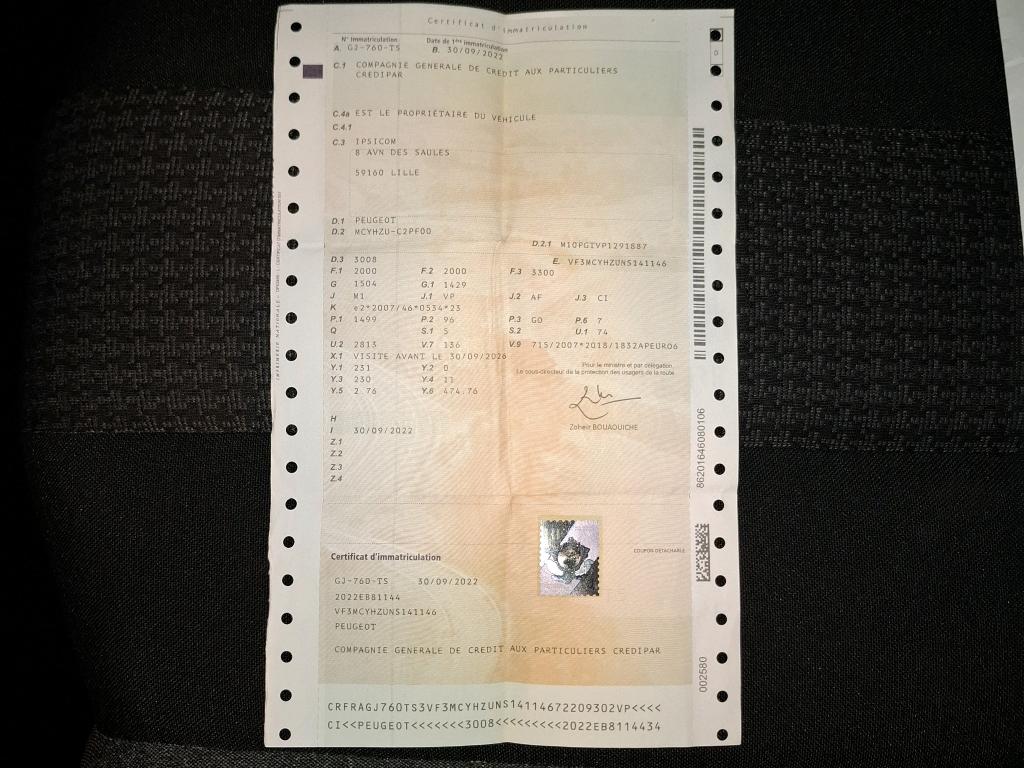 Certificat d'immatriculation
N° Immatriculation Date de 1ère immatriculation
A. GJ-760-TS B. 30/09/2022
C.1 COMPAGNIE GENERALE DE CREDIT AUX PARTICULIERS
CREDIPAR
C.4a EST LE PROPRIÉTAIRE DU VÉHICULE
C.4.1
C.3 IPSICOM
8 AVN DES SAULES
59160 LILLE
D.1 PEUGEOT
D.2 MCYHZU-C2PF00
D.2.1 M10PGTVP1291887
D.3 3008 E. VF3MCYHZUNS141146
F.1 2000 F.2 2000 F.3 3300
G 1504 G.1 1429
J M1 J.1 VP J.2 AF J.3 CI
K e2*2007/46*0534*23
P.1 1499 P.2 96 P.3 GO P.6 7
Q S.1 5 S.2 U.1 74
U.2 2813 V.7 136 V.9 715/2007*2018/1832APEURO6
X.1 VISITE AVANT LE 30/09/2026
Y.1 231 Y.2 0
Y.3 230 Y.4 11
Y.5 2.76 Y.6 474.76
Pour le ministre et par délégation,
Le sous-directeur de la protection des usagers de la route
Zoheir BOUAOUICHE
H
I 30/09/2022
Z.1
Z.2
Z.3
Z.4
86201646080106
COUPON DÉTACHABLE
Certificat d'immatriculation
GJ-760-TS 30/09/2022
2022EB81144
VF3MCYHZUNS141146
PEUGEOT
COMPAGNIE GENERALE DE CREDIT AUX PARTICULIERS CREDIPAR
002580
CRFRAGJ760TS3VF3MCYHZUNS14114672209302VP<<<<
CI<<PEUGEOT<<<<<<<3008<<<<<<<<<2022EB8114434